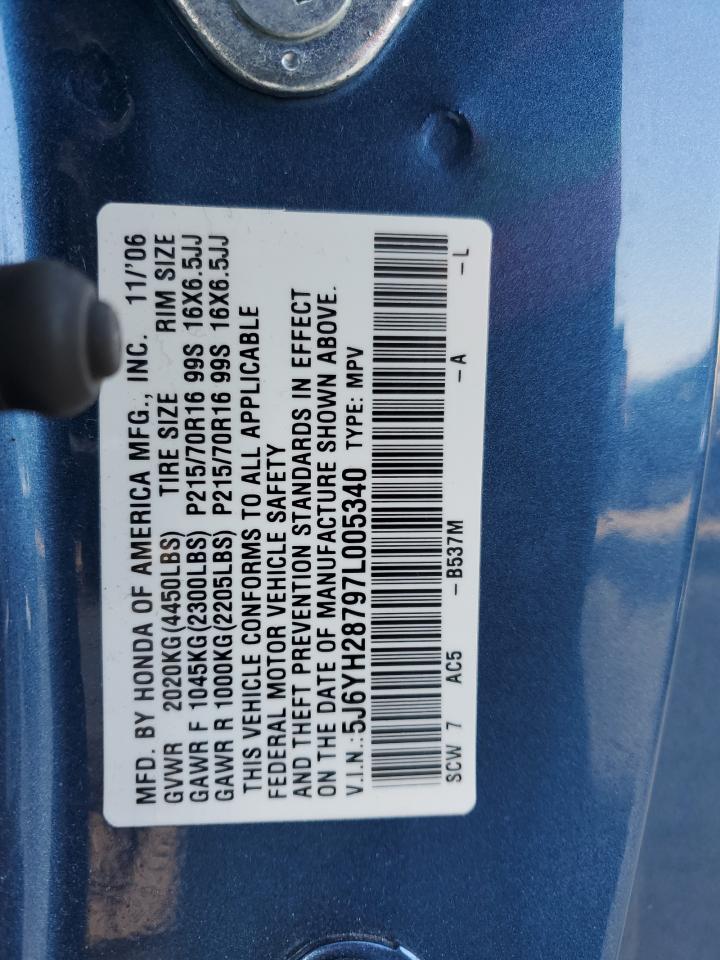 MFD. BY HONDA OF AMERICA MFG., INC. 11/'06
GVWR 2020KG(4450LBS) TIRE SIZE RIM SIZE
GAWR F 1045KG(2300LBS) P215/70R16 99S 16X6.5JJ
GAWR R 1000KG(2205LBS) P215/70R16 99S 16X6.5JJ
THIS VEHICLE CONFORMS TO ALL APPLICABLE
FEDERAL MOTOR VEHICLE SAFETY
AND THEFT PREVENTION STANDARDS IN EFFECT
ON THE DATE OF MANUFACTURE SHOWN ABOVE.
V.I.N.:5J6YH28797L005340 TYPE: MPV
SCW 7 AC5 –B537M –A –L